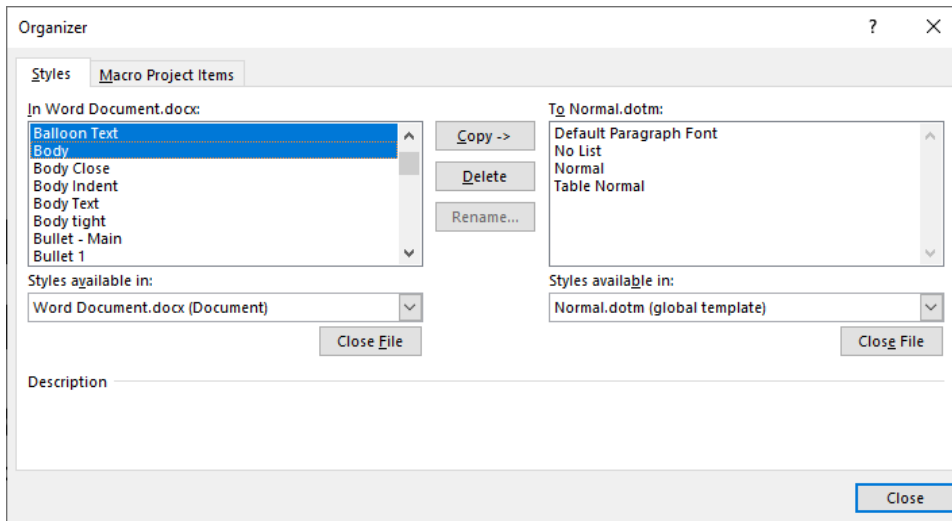 Organizer
?
Styles
Macro Project Items
In Word Document.docx:
Balloon Text
Body
Body Close
Body Indent
Body Text
Body tight
Bullet - Main
Bullet 1
Styles available in:
Word Document.docx (Document)
Close File
Copy ->
Delete
Rename...
To Normal.dotm:
Default Paragraph Font
No List
Normal
Table Normal
Styles available in:
Normal.dotm (global template)
Close File
Description
Close